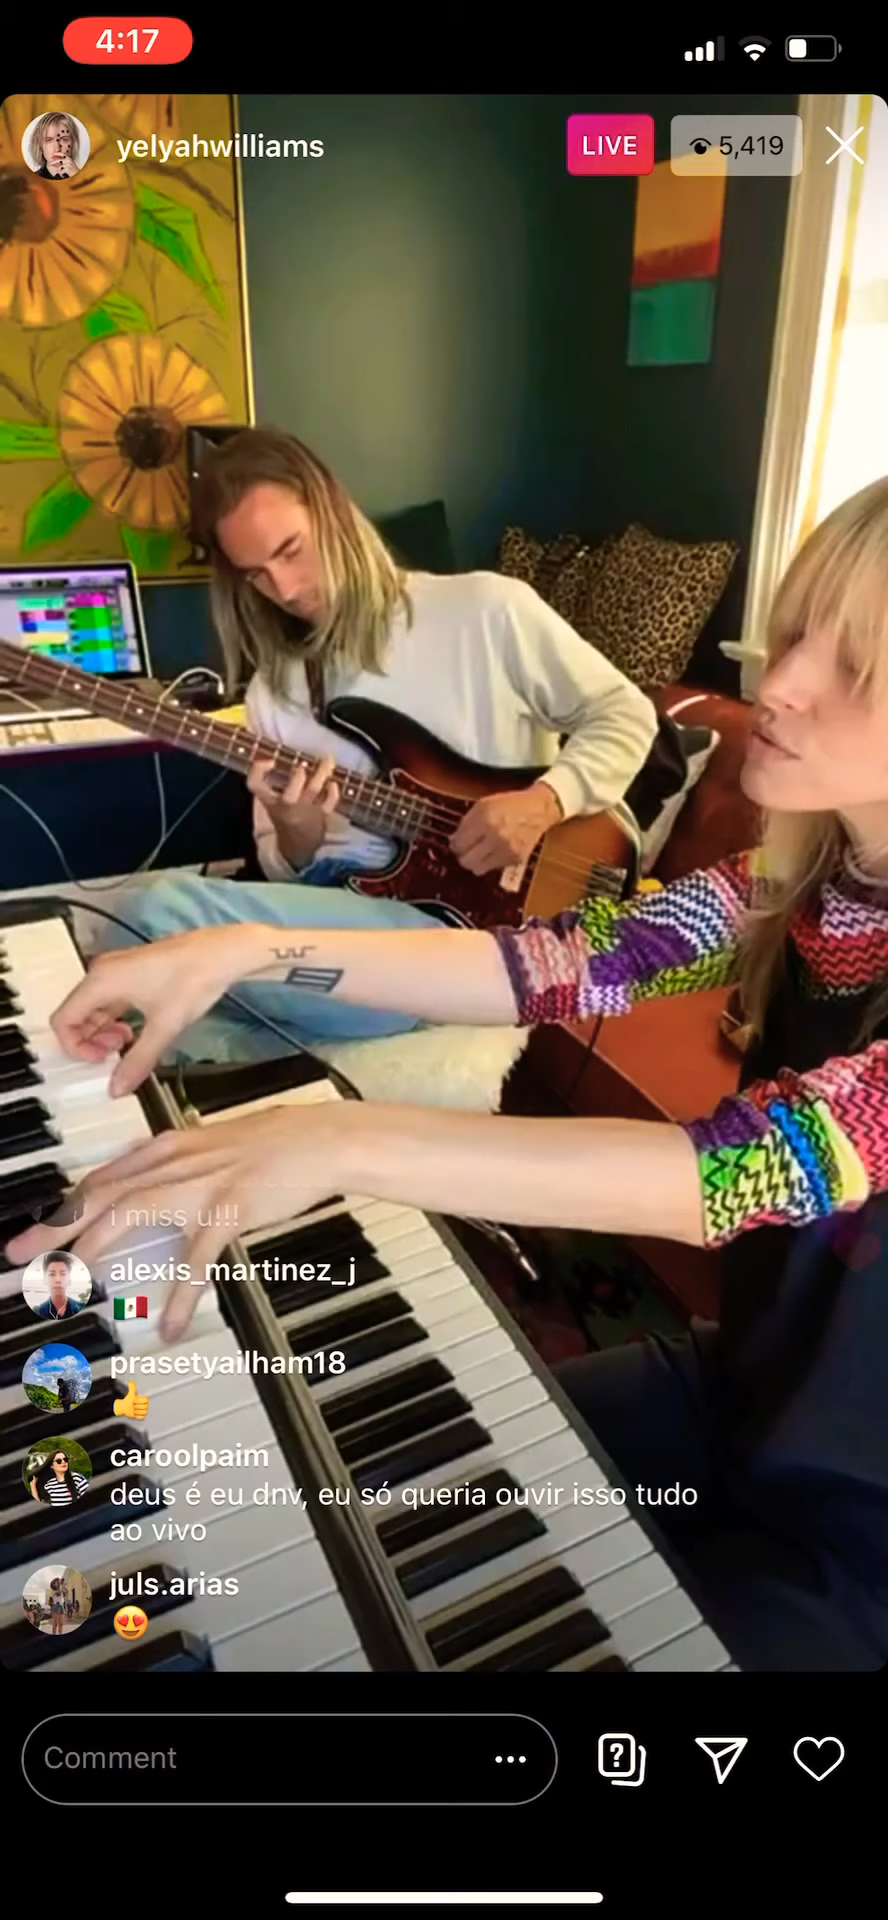 4:17
yelyahwilliams
LIVE
5,419
i miss u!!!
alexis_martinez_j
🇲🇽
prasetyailham18
👍
caroolpaim
deus é eu dnv, eu só queria ouvir isso tudo
ao vivo
juls.arias
😍
Comment